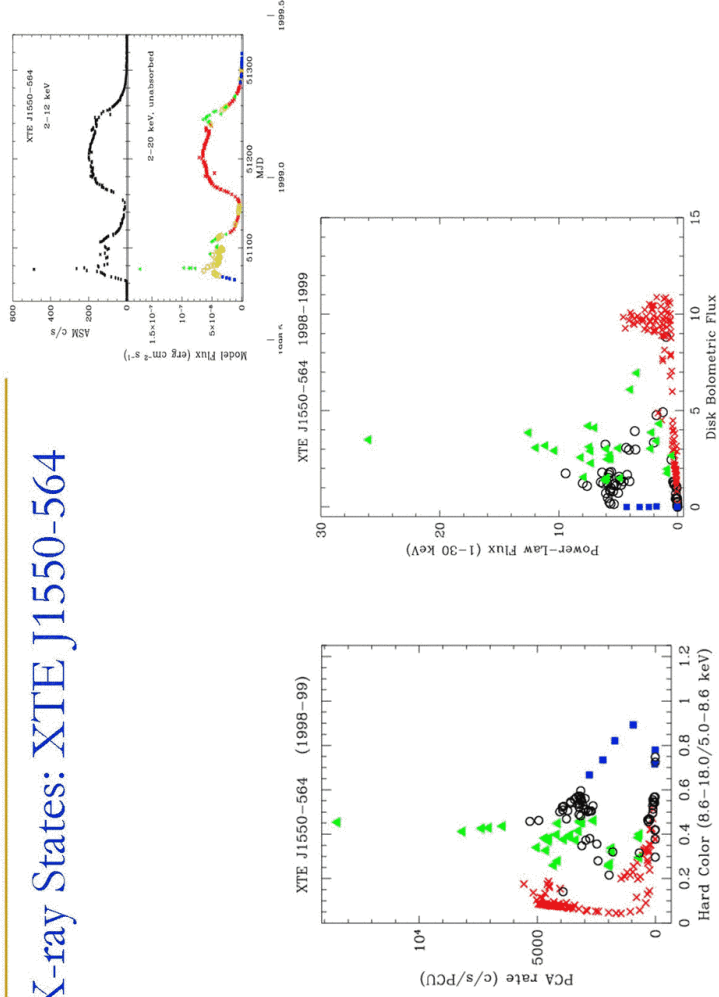 X-ray States: XTE J1550-564
XTE J1550-564
2-12 keV
600
400
200
0
ASM c/s
2-20 keV, unabsorbed
1.5×10⁻⁷
10⁻⁷
5×10⁻⁸
0
Model Flux (erg cm⁻² s⁻¹)
51100
51200
51300
MJD
1999.0
1999.5
XTE J1550-564 (1998-99)
10⁴
5000
0
PCA rate (c/s/PCU)
0
0.2
0.4
0.6
0.8
1
1.2
Hard Color (8.6-18.0/5.0-8.6 keV)
XTE J1550-564 1998-1999
30
20
10
0
Power-Law Flux (1-30 keV)
0
5
10
15
Disk Bolometric Flux